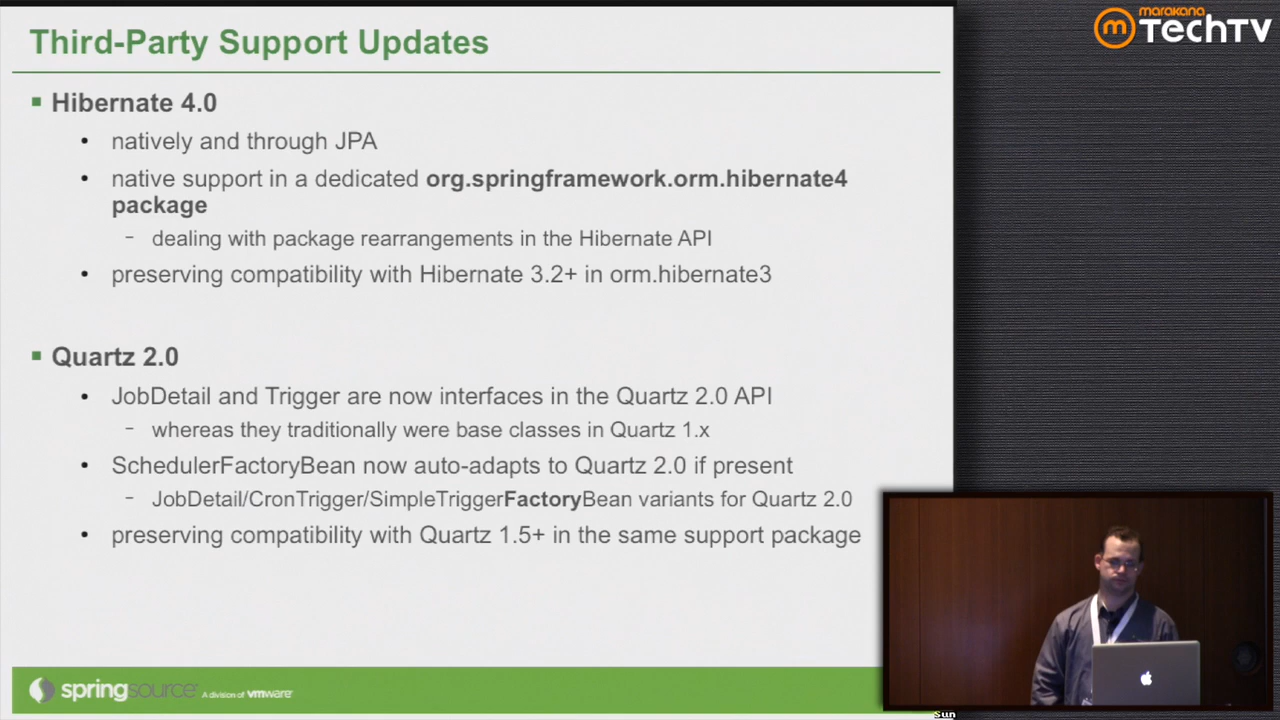 Third-Party Support Updates
marakana
m TechTV
Hibernate 4.0
natively and through JPA
native support in a dedicated org.springframework.orm.hibernate4
package
dealing with package rearrangements in the Hibernate API
preserving compatibility with Hibernate 3.2+ in orm.hibernate3
Quartz 2.0
JobDetail and Trigger are now interfaces in the Quartz 2.0 API
whereas they traditionally were base classes in Quartz 1.x
SchedulerFactoryBean now auto-adapts to Quartz 2.0 if present
JobDetail/CronTrigger/SimpleTriggerFactoryBean variants for Quartz 2.0
preserving compatibility with Quartz 1.5+ in the same support package
springsource A division of vmware
Sun